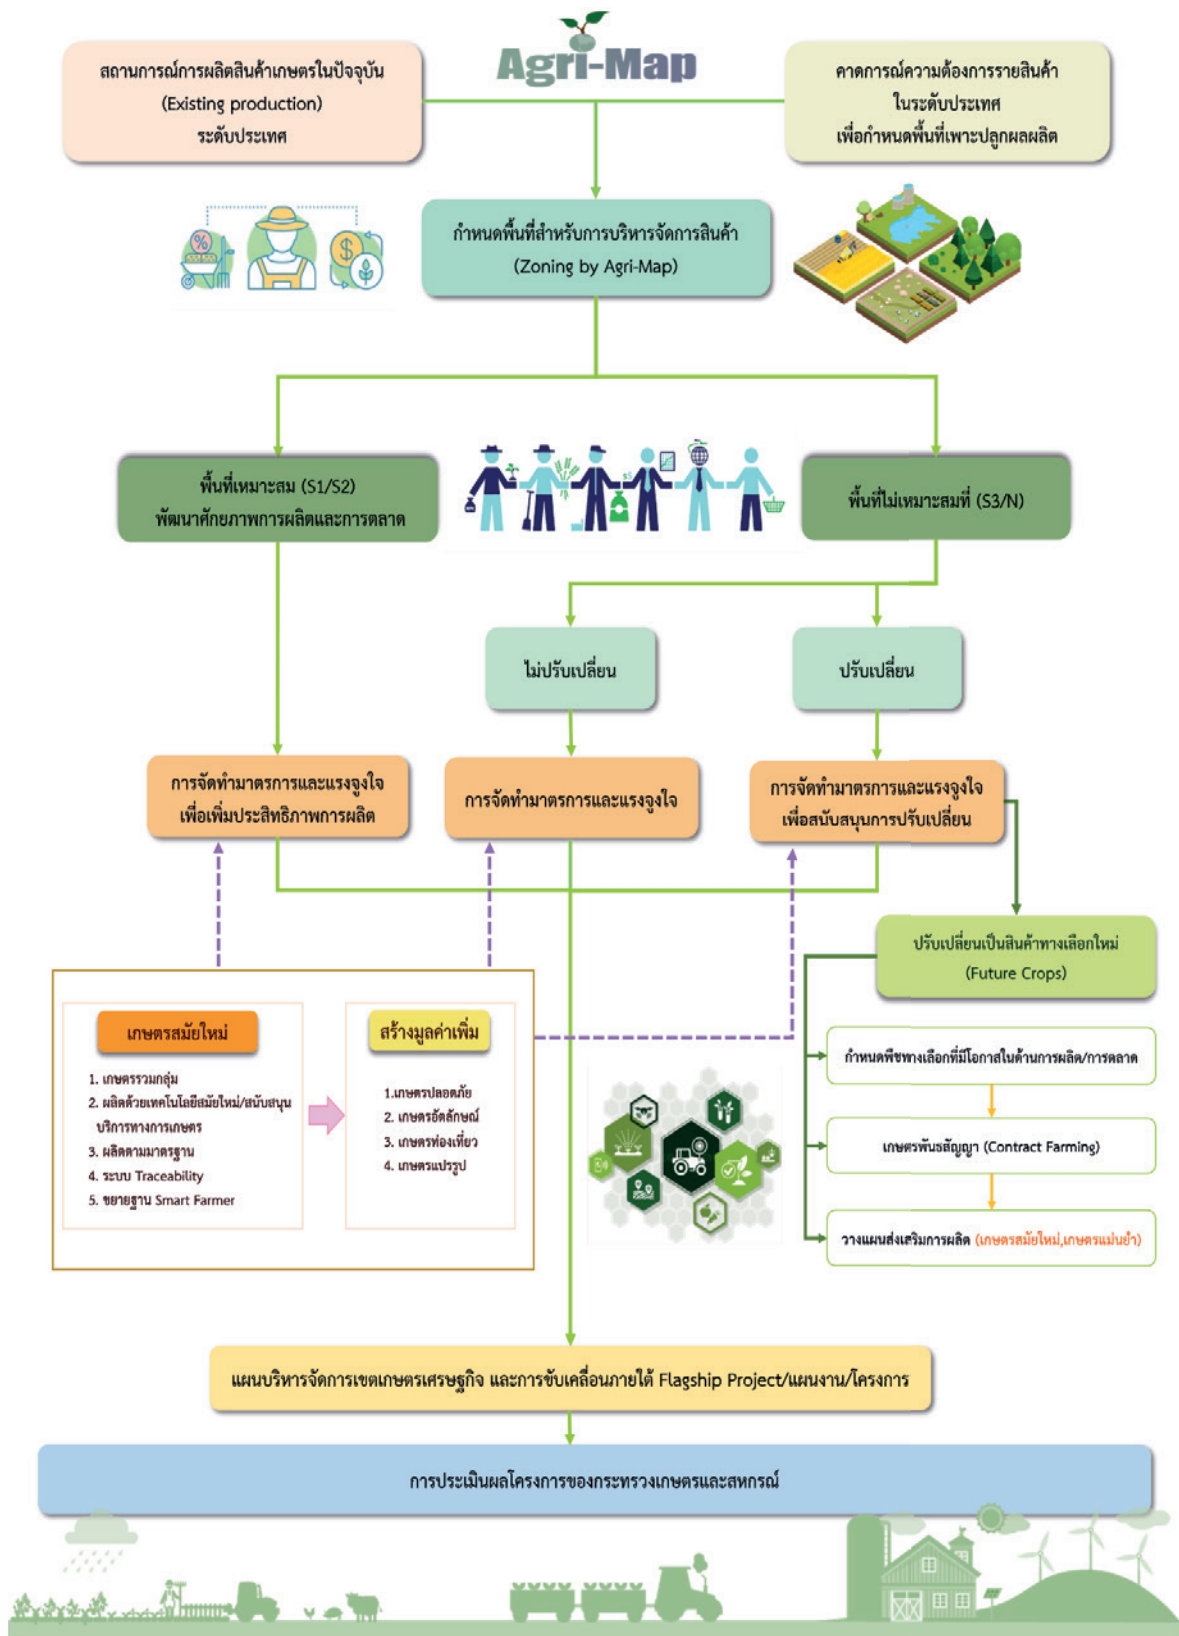 Agri-Map
สถานการณ์การผลิตสินค้าเกษตรในปัจจุบัน
(Existing production)
ระดับประเทศ
คาดการณ์ความต้องการรายสินค้า
ในระดับประเทศ
เพื่อกำหนดพื้นที่เพาะปลูกผลผลิต
กำหนดพื้นที่สำหรับการบริหารจัดการสินค้า
(Zoning by Agri-Map)
พื้นที่เหมาะสม (S1/S2)
พัฒนาศักยภาพการผลิตและการตลาด
พื้นที่ไม่เหมาะสมที่ (S3/N)
ไม่ปรับเปลี่ยน
ปรับเปลี่ยน
การจัดทำมาตรการและแรงจูงใจ
เพื่อเพิ่มประสิทธิภาพการผลิต
การจัดทำมาตรการและแรงจูงใจ
การจัดทำมาตรการและแรงจูงใจ
เพื่อสนับสนุนการปรับเปลี่ยน
ปรับเปลี่ยนเป็นสินค้าทางเลือกใหม่
(Future Crops)
เกษตรสมัยใหม่
1. เกษตรรวมกลุ่ม
2. ผลิตด้วยเทคโนโลยีสมัยใหม่/สนับสนุน
บริการทางการเกษตร
3. ผลิตตามมาตรฐาน
4. ระบบ Traceability
5. ขยายฐาน Smart Farmer
สร้างมูลค่าเพิ่ม
1.เกษตรปลอดภัย
2. เกษตรอัตลักษณ์
3. เกษตรท่องเที่ยว
4. เกษตรแปรรูป
กำหนดพืชทางเลือกที่มีโอกาสในด้านการผลิต/การตลาด
เกษตรพันธสัญญา (Contract Farming)
วางแผนส่งเสริมการผลิต (เกษตรสมัยใหม่,เกษตรแม่นยำ)
แผนบริหารจัดการเขตเกษตรเศรษฐกิจ และการขับเคลื่อนภายใต้ Flagship Project/แผนงาน/โครงการ
การประเมินผลโครงการของกระทรวงเกษตรและสหกรณ์